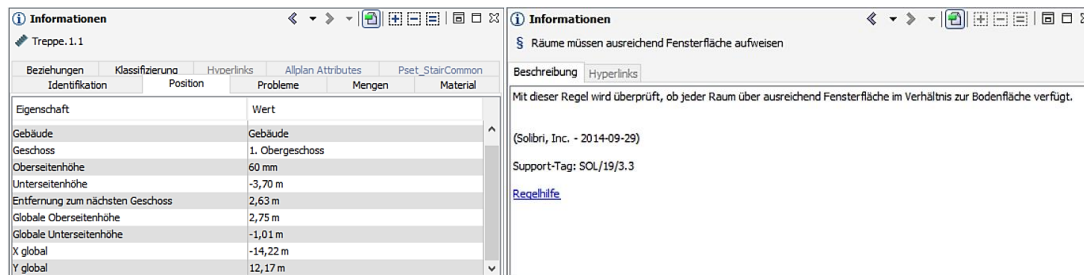 Informationen
Treppe.1.1
Beziehungen Klassifizierung Hyperlinks Allplan Attributes Pset_StairCommon
Identifikation Position Probleme Mengen Material
Eigenschaft Wert
Gebäude Gebäude
Geschoss 1. Obergeschoss
Oberseitenhöhe 60 mm
Unterseitenhöhe -3,70 m
Entfernung zum nächsten Geschoss 2,63 m
Globale Oberseitenhöhe 2,75 m
Globale Unterseitenhöhe -1,01 m
X global -14,22 m
Y global 12,17 m
Informationen
§ Räume müssen ausreichend Fensterfläche aufweisen
Beschreibung Hyperlinks
Mit dieser Regel wird überprüft, ob jeder Raum über ausreichend Fensterfläche im Verhältnis zur Bodenfläche verfügt.
(Solibri, Inc. - 2014-09-29)
Support-Tag: SOL/19/3.3
Regelhilfe